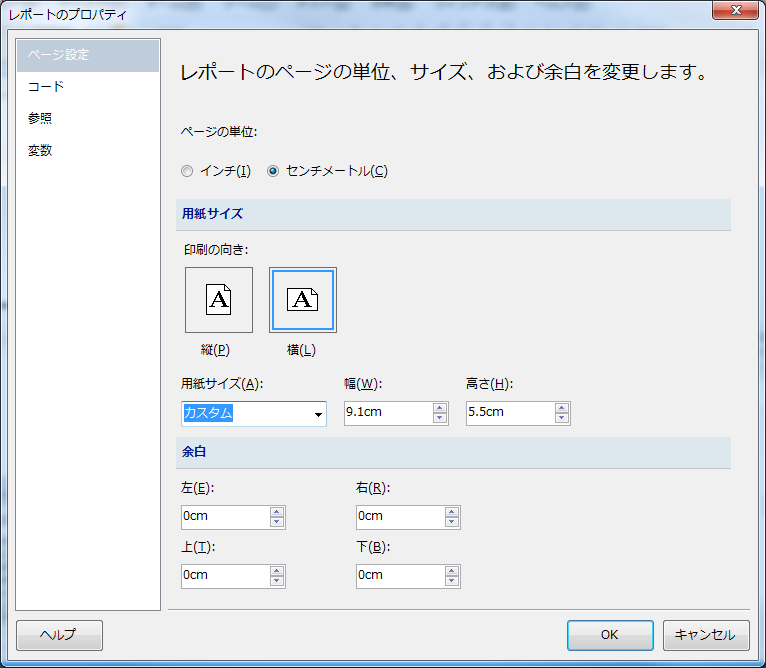 レポートのプロパティ
ページ設定
コード
参照
変数
レポートのページの単位、サイズ、および余白を変更します。
ページの単位:
インチ(I) センチメートル(C)
用紙サイズ
印刷の向き:
A A
縦(P) 横(L)
用紙サイズ(A): 幅(W): 高さ(H):
カスタム 9.1cm 5.5cm
余白
左(E): 右(R):
0cm 0cm
上(T): 下(B):
0cm 0cm
ヘルプ OK キャンセル